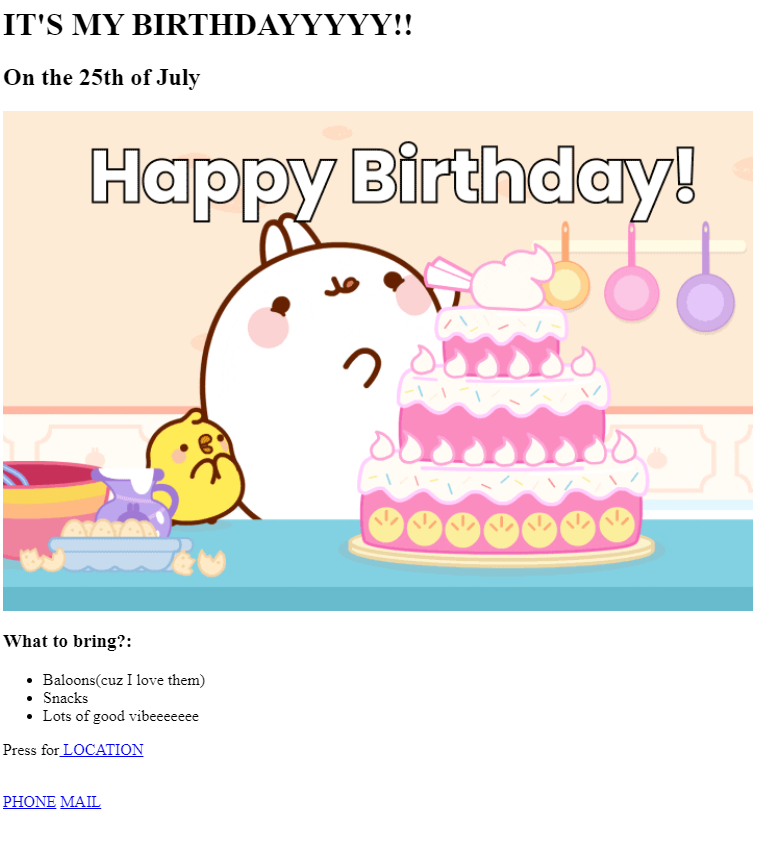 IT'S MY BIRTHDAYYYYY!!
On the 25th of July
Happy Birthday!
What to bring?:
Baloons(cuz I love them)
Snacks
Lots of good vibeeeeeee
Press for LOCATION
PHONE MAIL